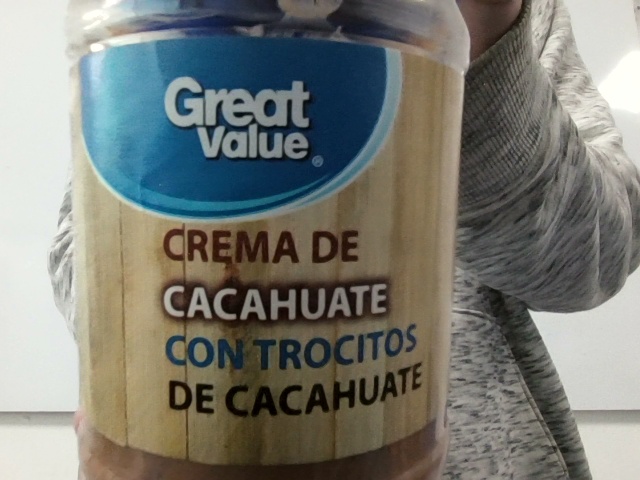 Great
Value®
CREMA DE
CACAHUATE
CON TROCITOS
DE CACAHUATE